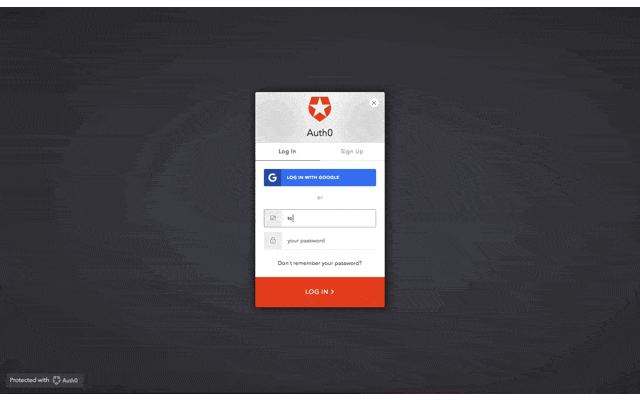 Auth0
Log In
Sign Up
LOG IN WITH GOOGLE
or
to
your password
Don't remember your password?
LOG IN >
Protected with Auth0